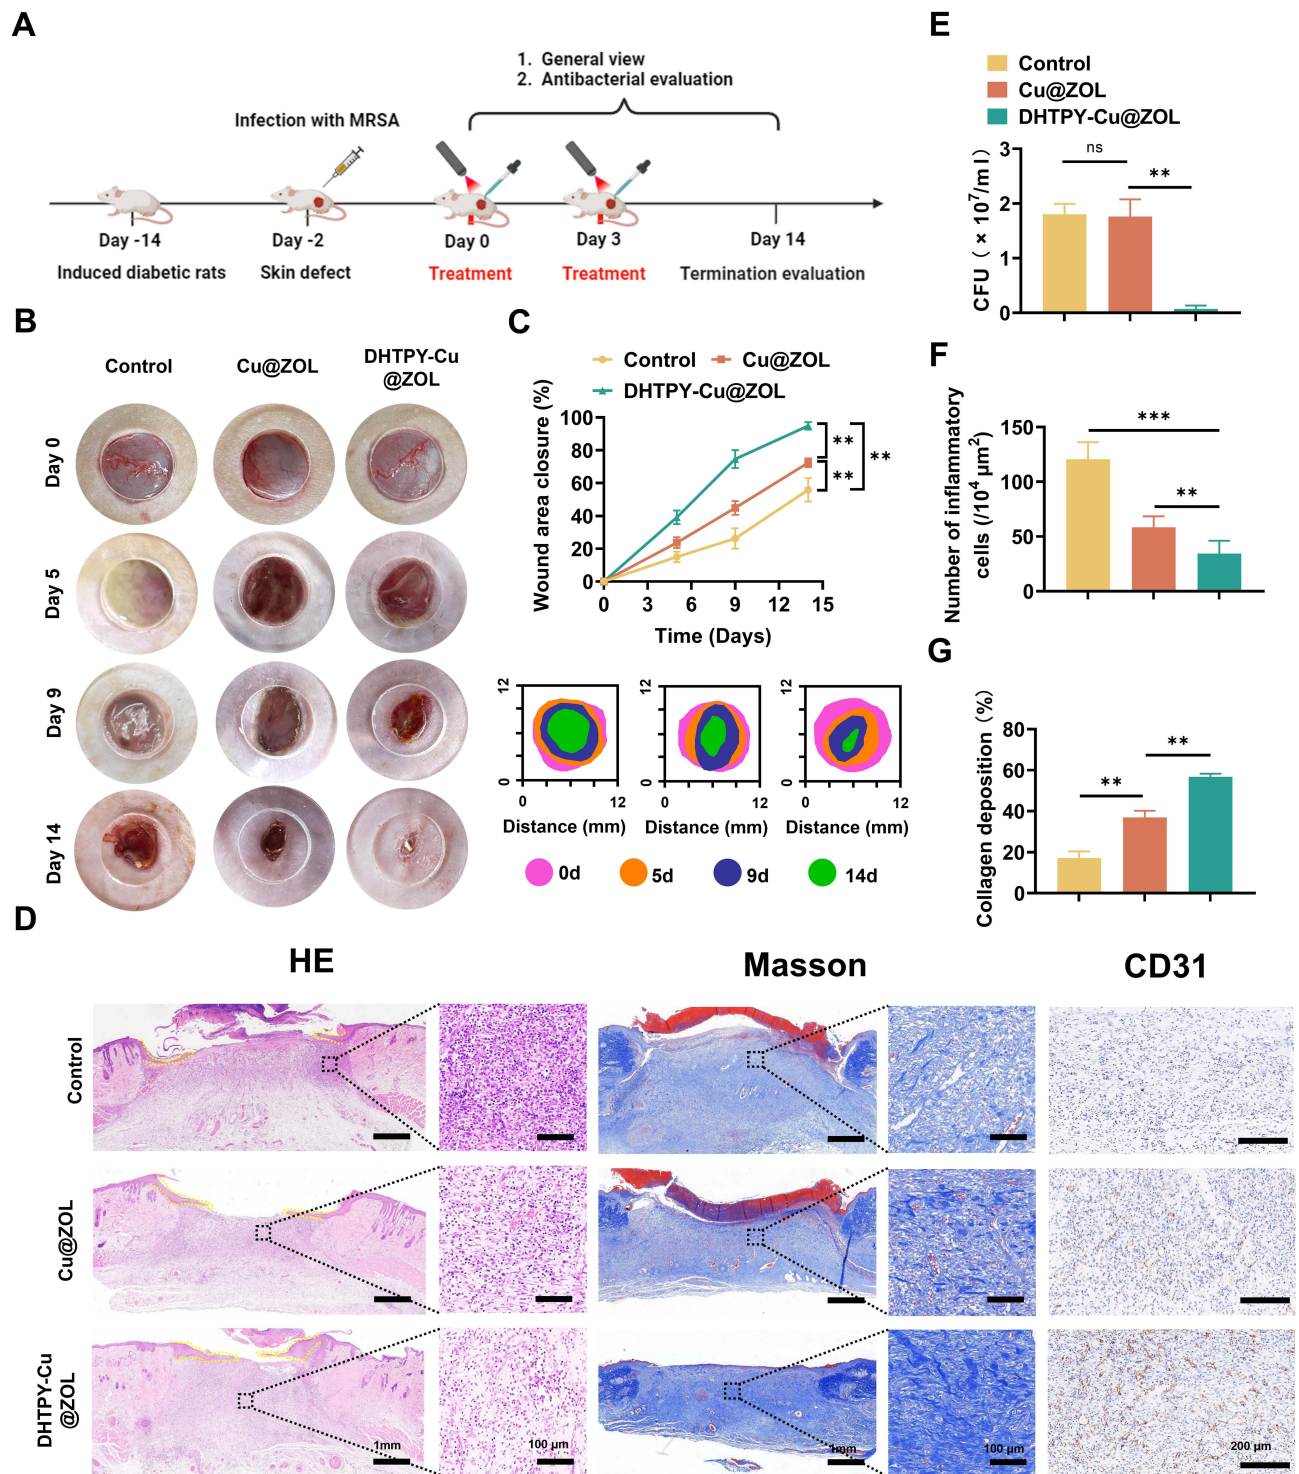 A
1. General view
2. Antibacterial evaluation
Infection with MRSA
Day -14
Day -2
Day 0
Day 3
Day 14
Induced diabetic rats
Skin defect
Treatment
Treatment
Termination evaluation
B
Control
Cu@ZOL
DHTPY-Cu
@ZOL
Day 0
Day 5
Day 9
Day 14
C
Control
Cu@ZOL
DHTPY-Cu@ZOL
Wound area closure (%)
100
80
60
40
20
0
0 3 6 9 12 15
Time (Days)
**
**
**
12
0
0 12
Distance (mm)
12
0
0 12
Distance (mm)
12
0
0 12
Distance (mm)
0d
5d
9d
14d
D
HE
Masson
CD31
Control
Cu@ZOL
DHTPY-Cu
@ZOL
1mm
100 μm
1mm
100 μm
200 μm
E
Control
Cu@ZOL
DHTPY-Cu@ZOL
CFU（×10⁷/ml）
3
2
1
0
ns
**
F
Number of inflammatory
cells (/10⁴ μm²)
150
100
50
0
***
**
G
Collagen deposition（%）
80
60
40
20
0
**
**